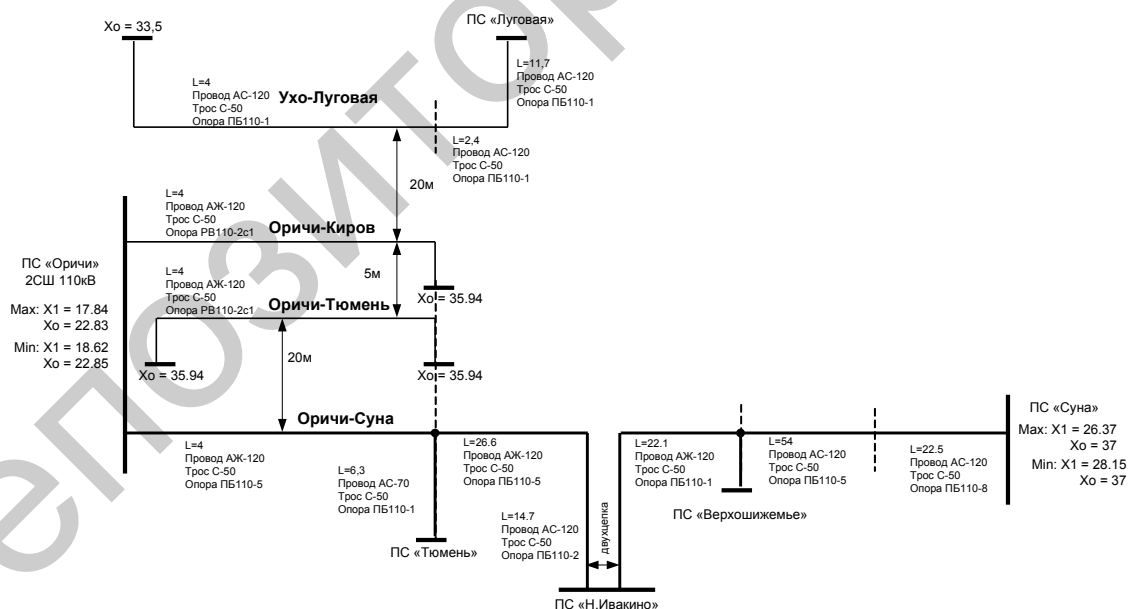 Xo = 33,5
ПС «Луговая»
L=4
Провод АС-120
Трос С-50
Опора ПБ110-1
Ухо-Луговая
L=11,7
Провод АС-120
Трос С-50
Опора ПБ110-1
L=2,4
Провод АС-120
Трос С-50
Опора ПБ110-1
20м
L=4
Провод АЖ-120
Трос С-50
Опора РВ110-2с1
Оричи-Киров
ПС «Оричи»
2СШ 110кВ
Max: X1 = 17.84
Xo = 22.83
Min: X1 = 18.62
Xo = 22.85
5м
Xo = 35.94
L=4
Провод АЖ-120
Трос С-50
Опора РВ110-2с1
Оричи-Тюмень
20м
Xo = 35.94
Xo = 35.94
Оричи-Суна
L=4
Провод АЖ-120
Трос С-50
Опора ПБ110-5
L=6,3
Провод АС-70
Трос С-50
Опора ПБ110-1
ПС «Тюмень»
L=26.6
Провод АЖ-120
Трос С-50
Опора ПБ110-5
L=14.7
Провод АС-120
Трос С-50
Опора ПБ110-2
двухцепка
ПС «Н.Ивакино»
L=22.1
Провод АЖ-120
Трос С-50
Опора ПБ110-1
L=54
Провод АС-120
Трос С-50
Опора ПБ110-5
ПС «Верхошижемье»
L=22.5
Провод АС-120
Трос С-50
Опора ПБ110-8
ПС «Суна»
Max: X1 = 26.37
Xo = 37
Min: X1 = 28.15
Xo = 37
епозитор